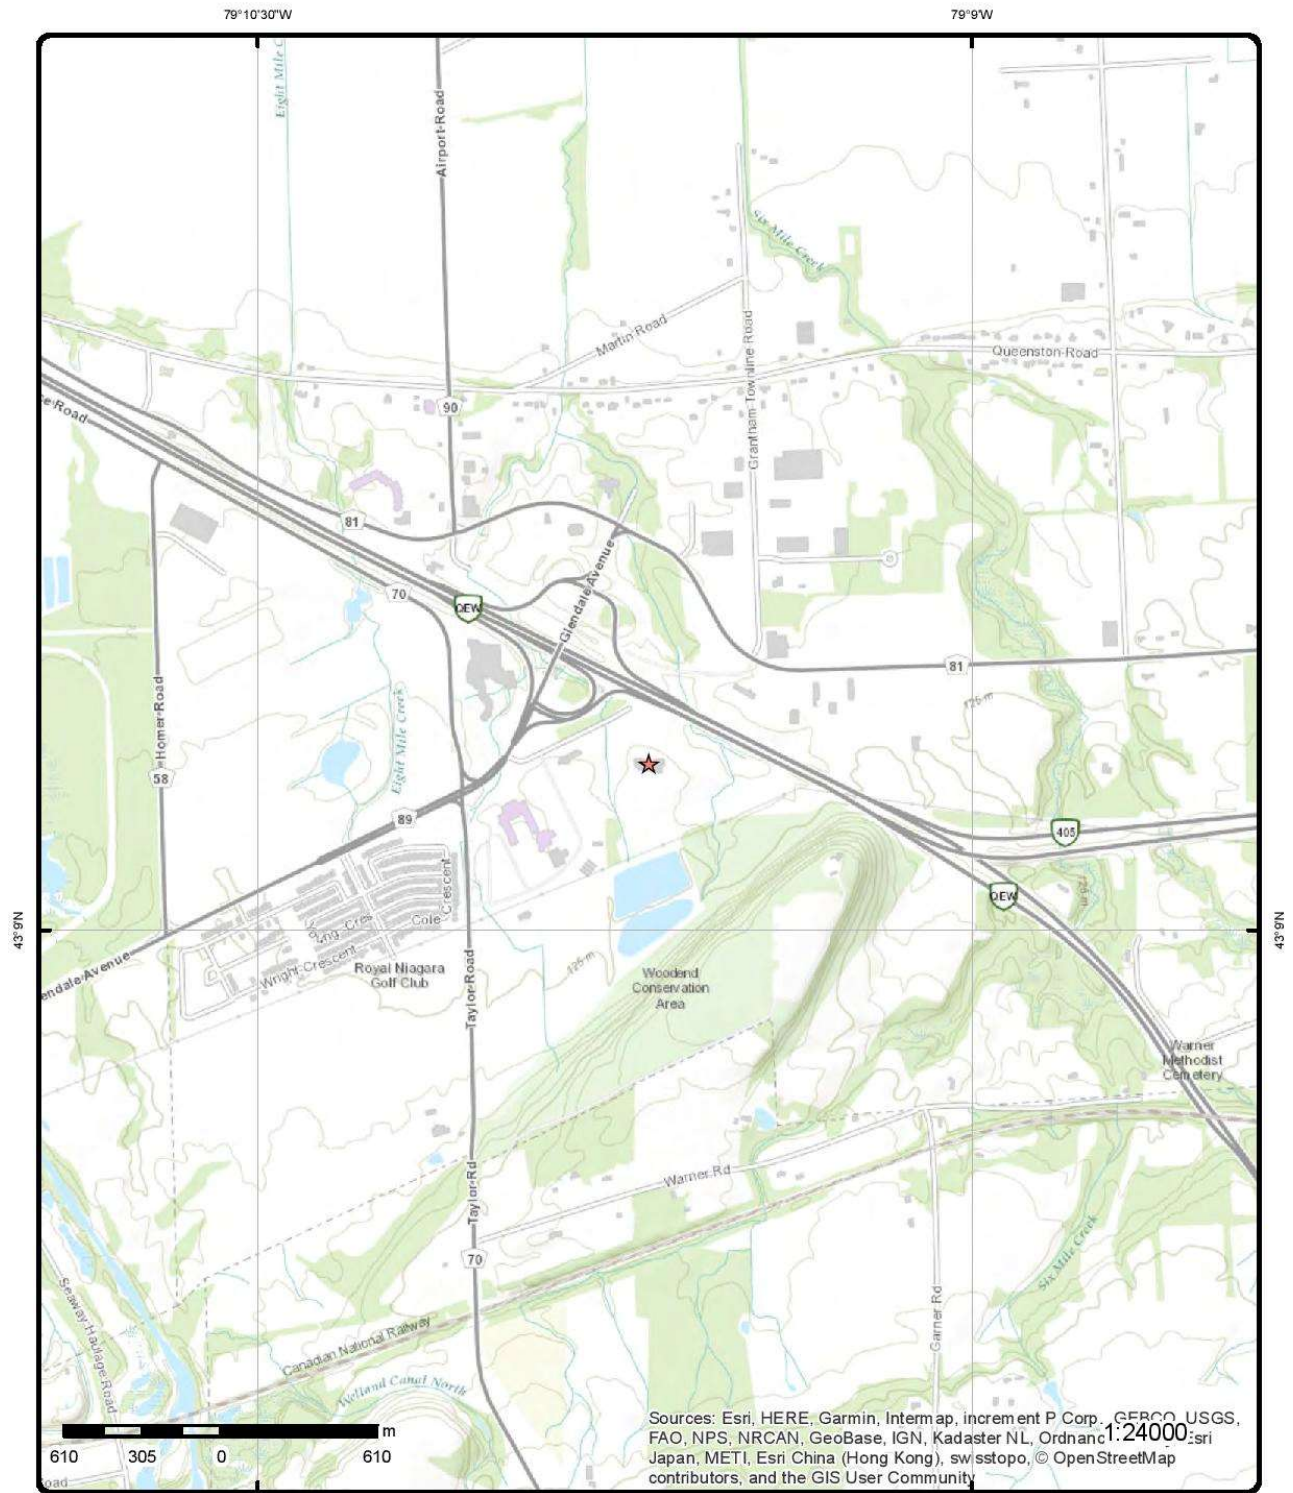 79°10'30"W
79°9'W
Eight Mile C
Airport Road
Six Mile Creek
Martin Road
Grantham Townline Road
Queenston Road
e Road
90
81
Glendale Avenue
70
QEW
81
125 m
Homer Road
Eight Mile Creek
58
89
405
QEW
125 m
Cole Crescent
Wright Crescent
43°9'N
43°9'N
endale Avenue
Royal Niagara
Golf Club
Taylor Road
125 m
Woodend
Conservation
Area
Warner
Methodist
Cemetery
Warner Rd
Taylor Rd
70
Six Mile Creek
Garner Rd
Seaway Haulage Road
Canadian National Railway
Welland Canal North
610 305 0 610 m
oad
Sources: Esri, HERE, Garmin, Intermap, increment P Corp., GEBCO, USGS,
FAO, NPS, NRCAN, GeoBase, IGN, Kadaster NL, Ordnanc 1:24000 Esri
Japan, METI, Esri China (Hong Kong), swisstopo, © OpenStreetMap
contributors, and the GIS User Community